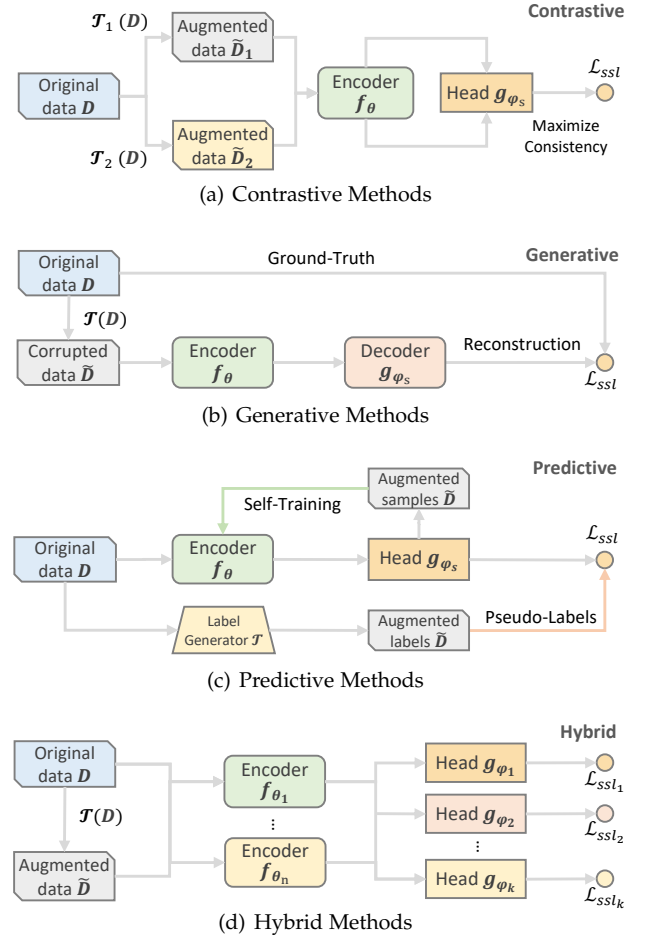 Contrastive
𝓣₁ (D)
Augmented
data D̃₁
Original
data D
Encoder
f_θ
Head g_φₛ
ℒ_ssl
Maximize
Consistency
𝓣₂ (D)
Augmented
data D̃₂
(a) Contrastive Methods
Generative
Original
data D
Ground-Truth
𝓣(D)
Corrupted
data D̃
Encoder
f_θ
Decoder
g_φₛ
Reconstruction
ℒ_ssl
(b) Generative Methods
Predictive
Augmented
samples D̃
Self-Training
Original
data D
Encoder
f_θ
Head g_φₛ
ℒ_ssl
Label
Generator 𝓣
Augmented
labels D̃
Pseudo-Labels
(c) Predictive Methods
Hybrid
Original
data D
𝓣(D)
Augmented
data D̃
Encoder
f_θ₁
⋮
Encoder
f_θₙ
Head g_φ₁
ℒ_ssl₁
Head g_φ₂
ℒ_ssl₂
⋮
Head g_φₖ
ℒ_sslₖ
(d) Hybrid Methods